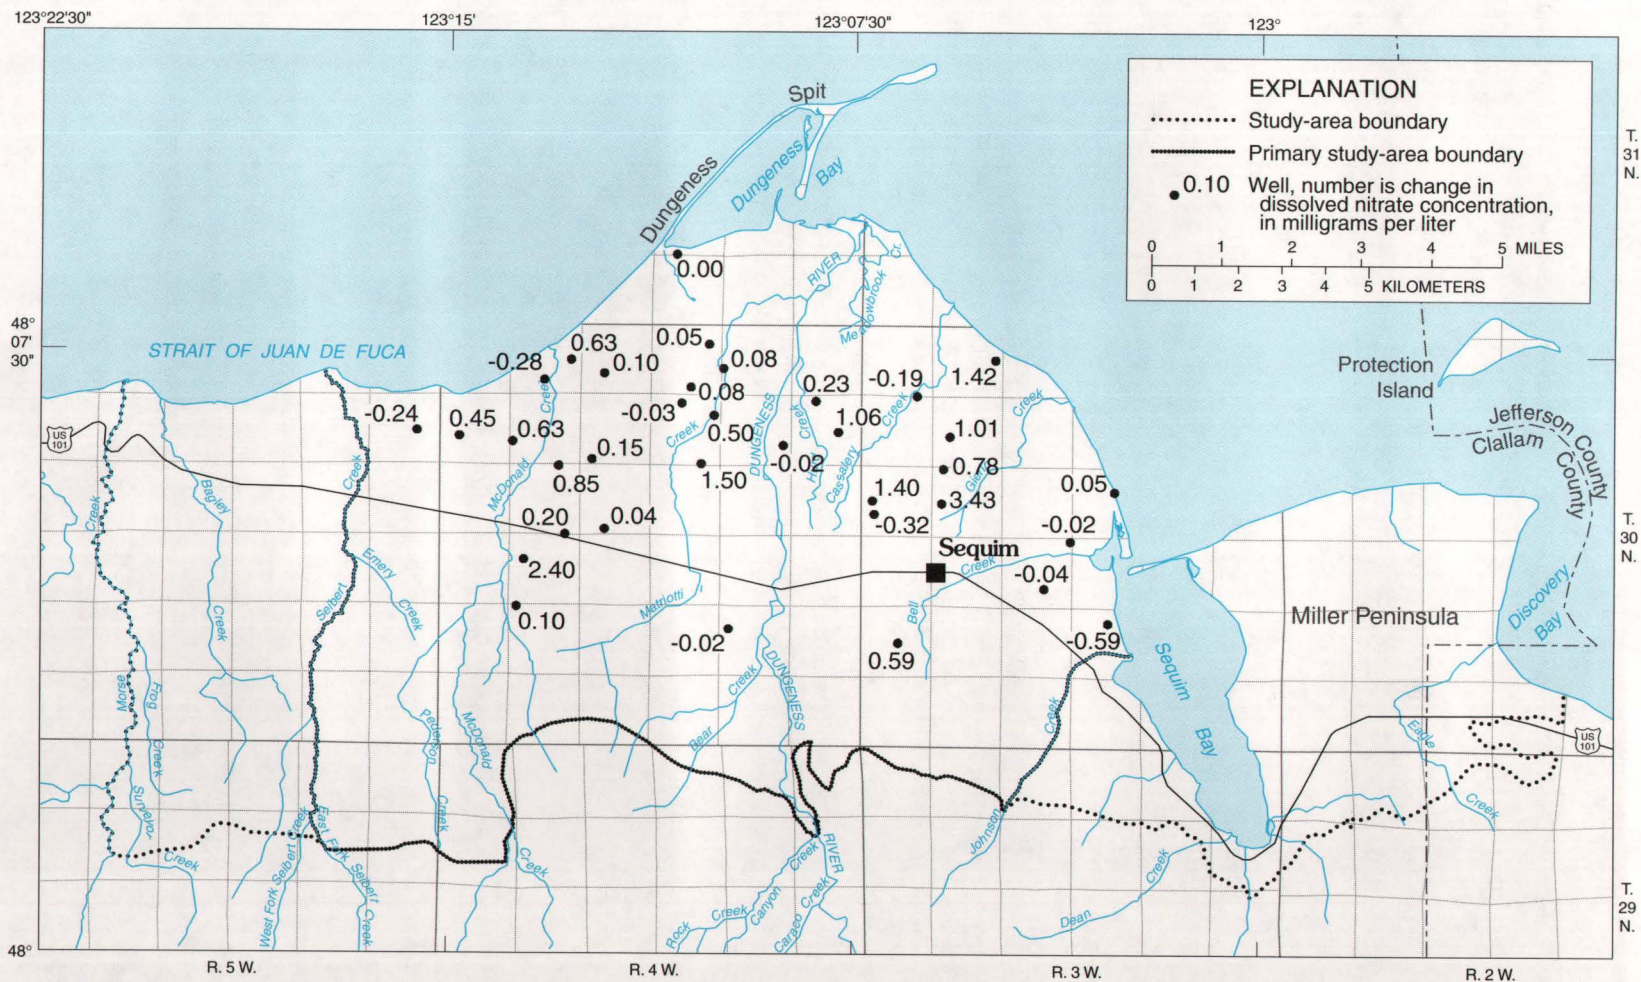 123°22'30"
123°15'
123°07'30"
123°
EXPLANATION
Study-area boundary
Primary study-area boundary
0.10 Well, number is change in
dissolved nitrate concentration,
in milligrams per liter
0 1 2 3 4 5 MILES
0 1 2 3 4 5 KILOMETERS
T.
31
N.
Spit
Dungeness
Dungeness
Bay
0.00
RIVER
Meadowbrook Cr.
48°
07'
30"
STRAIT OF JUAN DE FUCA
Protection
Island
Jefferson County
Clallam County
-0.28
0.63
0.10
0.05
0.08
0.08
-0.03
0.23
-0.19
1.42
-0.24
0.45
0.63
0.15
0.50
-0.02
1.06
1.01
0.85
1.50
0.78
1.40
3.43
0.05
0.20
0.04
-0.32
-0.02
2.40
Sequim
-0.04
0.10
-0.02
0.59
-0.59
US
101
Creek
Bagley
Creek
Creek
McDonald
Creek
Creek
DUNGENESS
Hurd
Creek
Cassalery
Creek
Gierin
Creek
T.
30
N.
Emery
Creek
Seibert
Creek
Matriotti
Bell
Creek
Miller Peninsula
Discovery
Bay
Sequim
Bay
Morse
Frog
Creek
Peterson
Creek
McDonald
Creek
Bear
Creek
DUNGENESS
RIVER
Creek
Johnson
Eagle
Creek
US
101
Surveyor
Creek
West Fork Seibert Creek
East Fork Seibert Creek
Rock
Creek
Canyon
Creek
Caraco Creek
Dean
Creek
T.
29
N.
48°
R. 5 W.
R. 4 W.
R. 3 W.
R. 2 W.